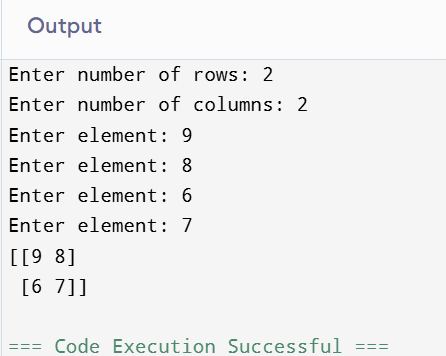 Output
Enter number of rows: 2
Enter number of columns: 2
Enter element: 9
Enter element: 8
Enter element: 6
Enter element: 7
[[9 8]
 [6 7]]
=== Code Execution Successful ===